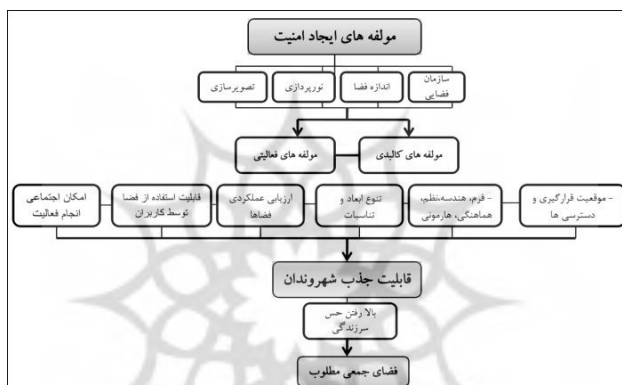 مولفه های ایجاد امنیت
سازمان
فضایی
اندازه فضا
نورپردازی
تصویرسازی
مولفه های کالبدی
مولفه های فعالیتی
- موقعیت قرارگیری و
دسترسی ها
- فرم، هندسه،نظم،
هماهنگی، هارمونی
تنوع ابعاد و
تناسبات
ارزیابی عملکردی
فضاها
قابلیت استفاده از فضا
توسط کاربران
امکان اجتماعی
انجام فعالیت
قابلیت جذب شهروندان
بالا رفتن حس
سرزندگی
فضای جمعی مطلوب